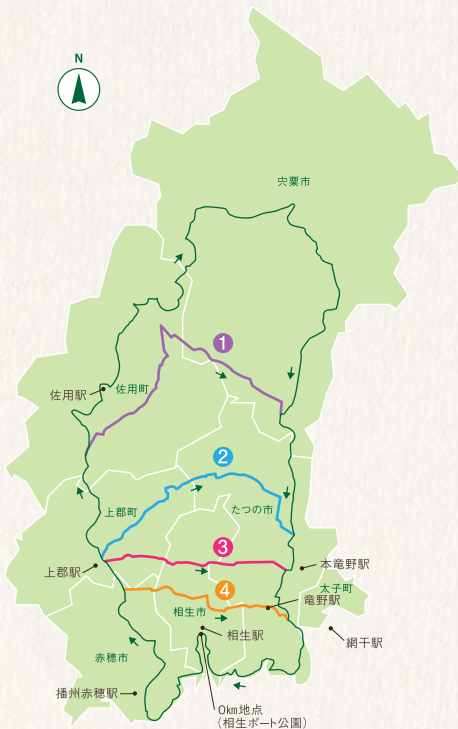 N
宍粟市
1
佐用駅
佐用町
2
上郡町
たつの市
3
上郡駅
本竜野駅
太子町
4
竜野駅
相生市
相生駅
網干駅
赤穂市
播州赤穂駅
0km地点
(相生ボート公園)